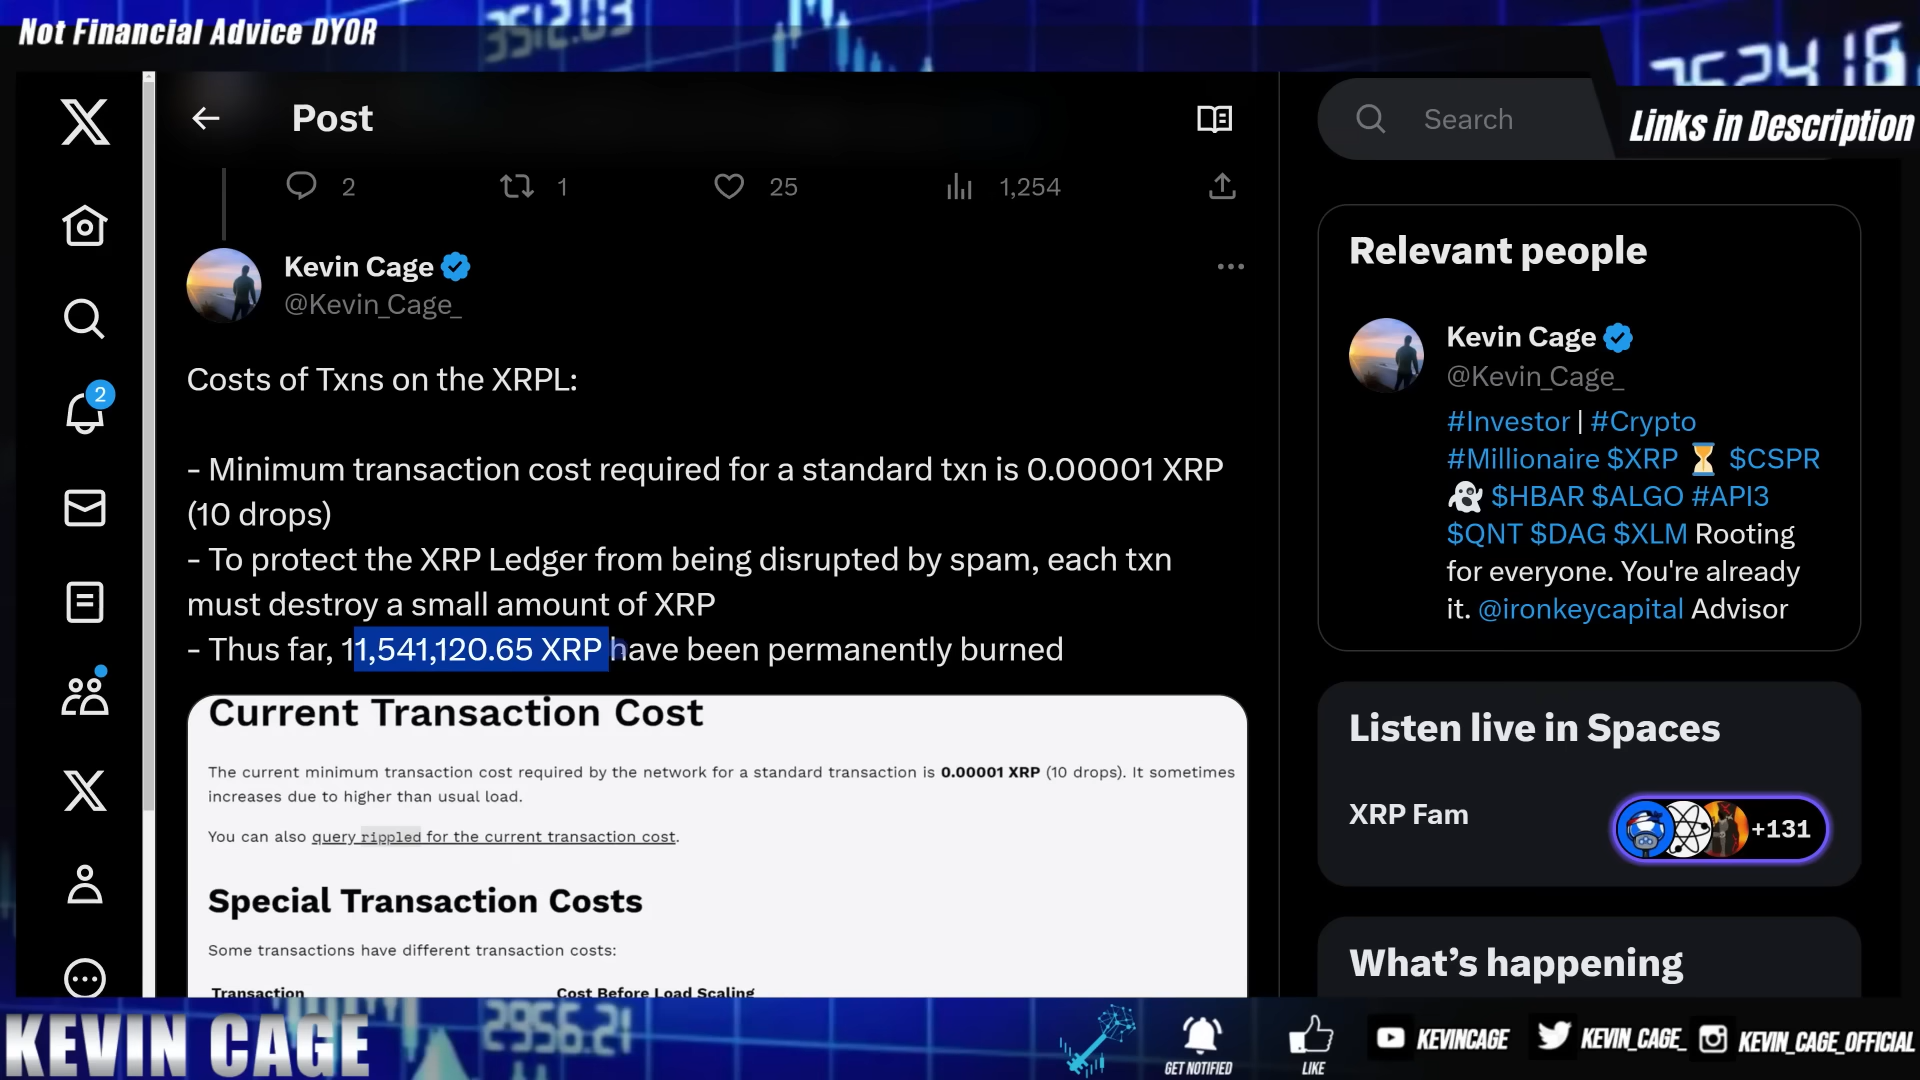 Not Financial Advice DYOR
3512.03
Links in Description
Post
Search
2
1
25
1,254
Kevin Cage
@Kevin_Cage_
Costs of Txns on the XRPL:
- Minimum transaction cost required for a standard txn is 0.00001 XRP
(10 drops)
- To protect the XRP Ledger from being disrupted by spam, each txn
must destroy a small amount of XRP
- Thus far, 11,541,120.65 XRP have been permanently burned
Current Transaction Cost
The current minimum transaction cost required by the network for a standard transaction is 0.00001 XRP (10 drops). It sometimes
increases due to higher than usual load.
You can also query rippled for the current transaction cost.
Special Transaction Costs
Some transactions have different transaction costs:
Transaction Cost Before Load Scaling
2
Relevant people
Kevin Cage
@Kevin_Cage_
#Investor | #Crypto
#Millionaire $XRP ⏳ $CSPR
👻 $HBAR $ALGO #API3
$QNT $DAG $XLM Rooting
for everyone. You're already
it. @ironkeycapital Advisor
Listen live in Spaces
XRP Fam
+131
What's happening
KEVIN CAGE
2956.21
GET NOTIFIED
LIKE
KEVINCAGE
KEVIN_CAGE_
KEVIN_CAGE_OFFICIAL